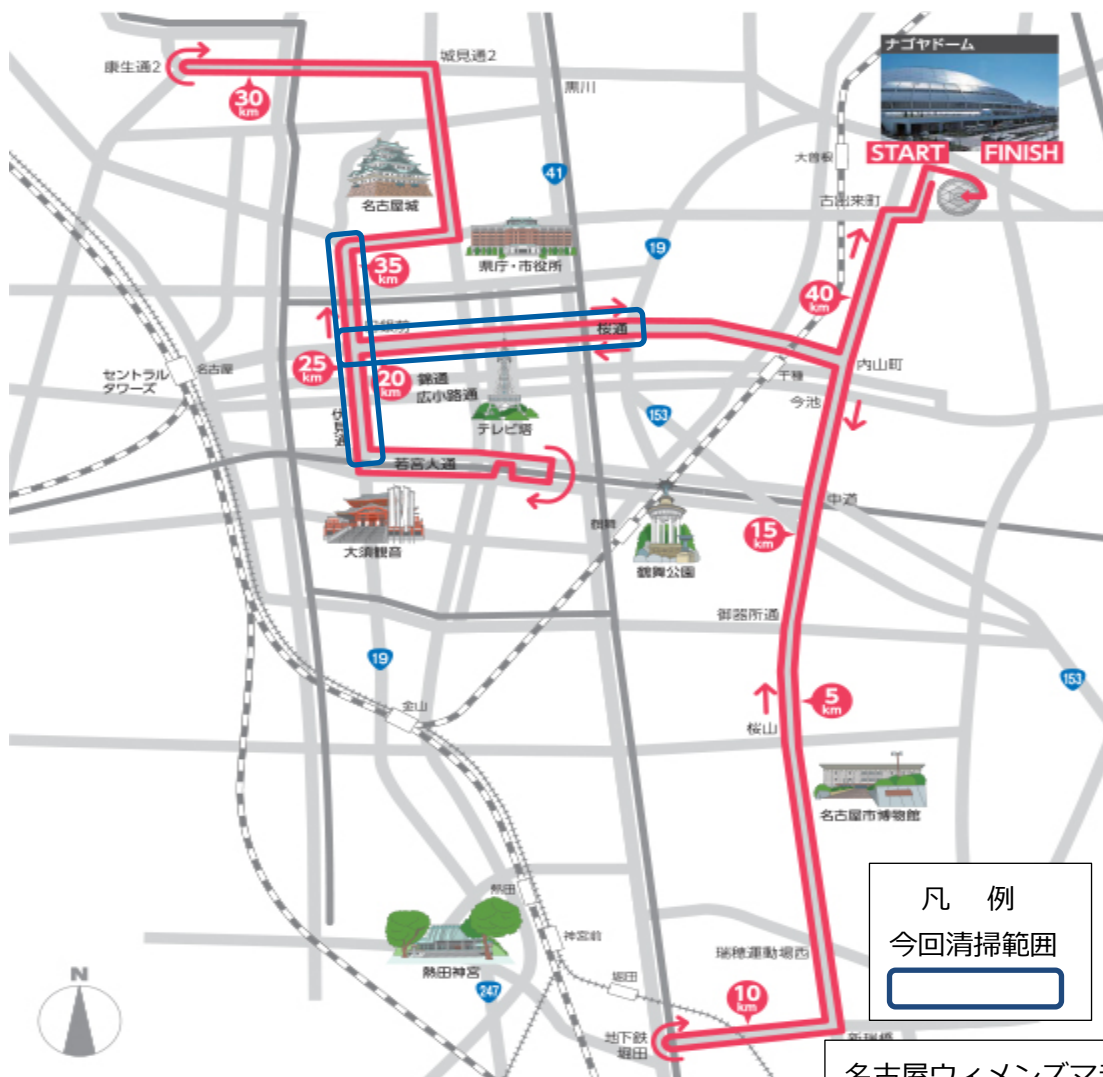 ナゴヤドーム
康生通2
城見通2
30
km
黒川
START
FINISH
大曽根
41
古出来町
名古屋城
19
県庁・市役所
35
km
40
km
桜通
25
km
20
km
錦通
広小路通
セントラル
タワーズ
名古屋
内山町
千種
今池
153
テレビ塔
若宮大通
中道
大須観音
鶴舞
15
km
鶴舞公園
御器所通
19
153
金山
5
km
桜山
名古屋市博物館
凡 例
今回清掃範囲
熱田
神宮前
瑞穂運動場西
熱田神宮
堀田
247
10
km
N
地下鉄
堀田